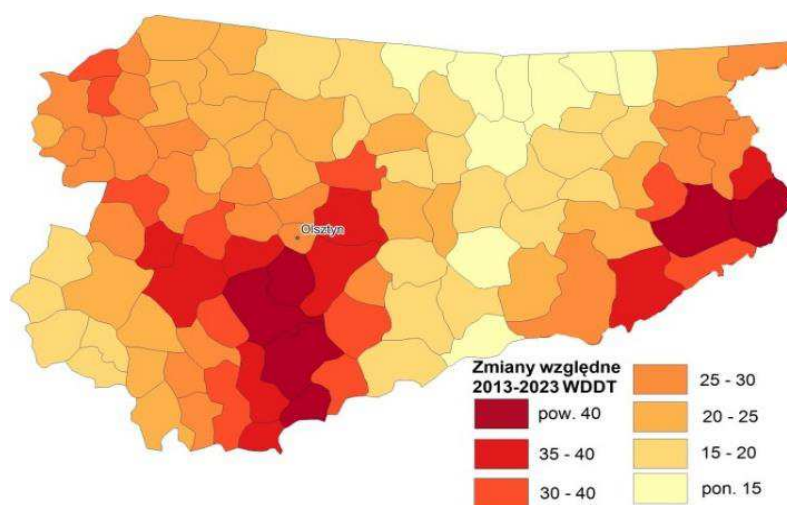 Olsztyn
Zmiany względne
2013-2023 WDDT
pow. 40
35 - 40
30 - 40
25 - 30
20 - 25
15 - 20
pon. 15